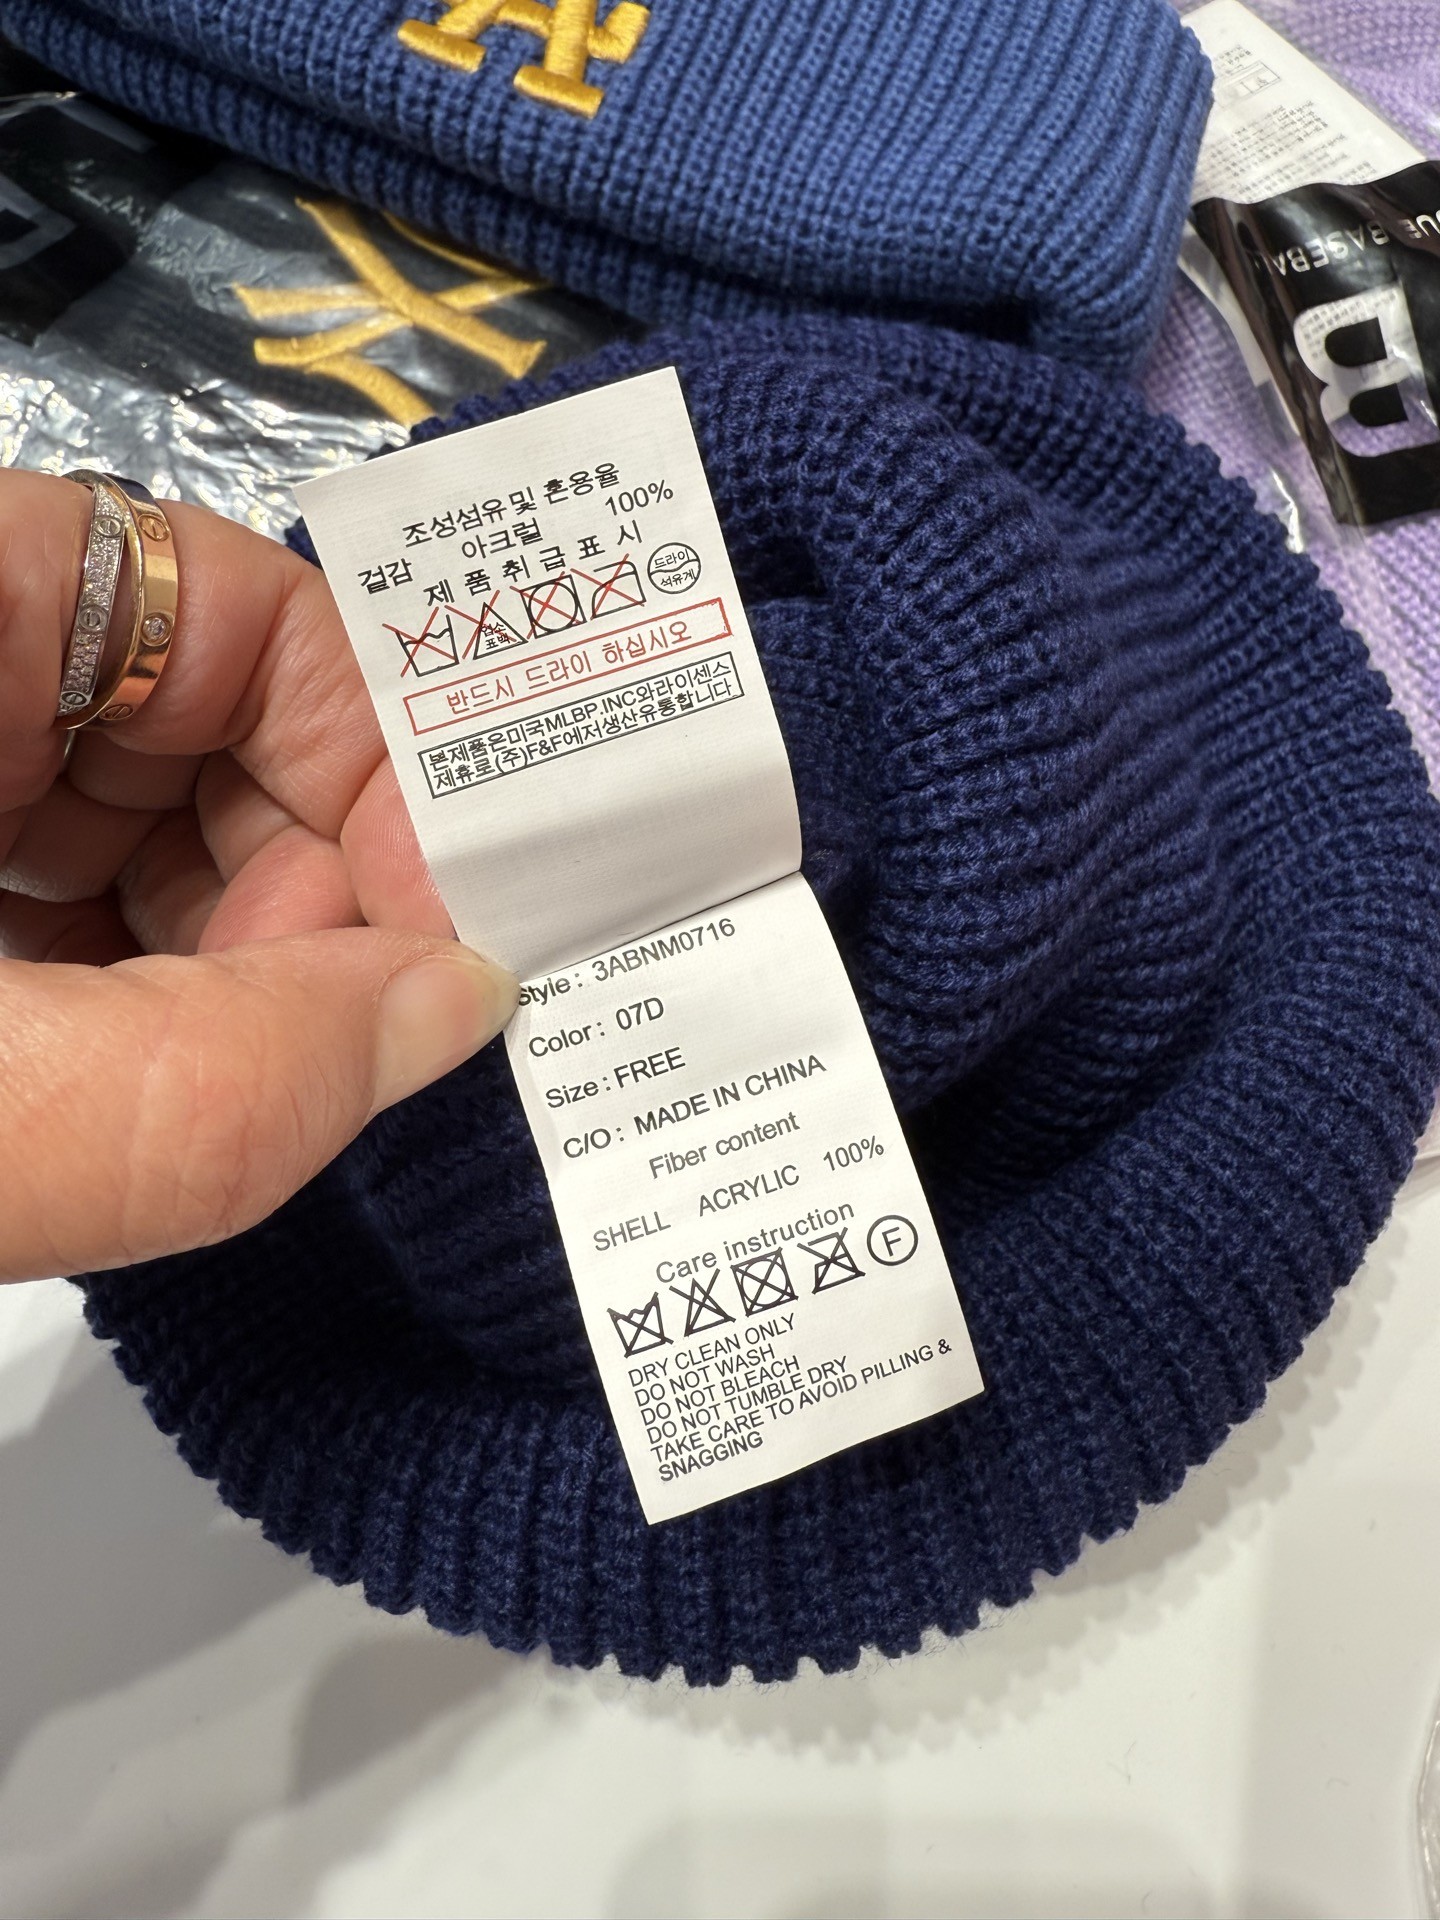 조성섬유 및 혼용율
겉감 아크릴 100%
제 품 취 급 표 시
염소
표백
드라이
석유계
반드시 드라이 하십시오
본제품은미국MLBP.INC와라이센스
제휴로(주)F&F에저생산유통합니다
Style : 3ABNM0716
Color : 07D
Size : FREE
C/O : MADE IN CHINA
Fiber content
SHELL ACRYLIC 100%
Care instruction
F
DRY CLEAN ONLY
DO NOT WASH
DO NOT BLEACH
DO NOT TUMBLE DRY
TAKE CARE TO AVOID PILLING &
SNAGGING
BASEBA
B